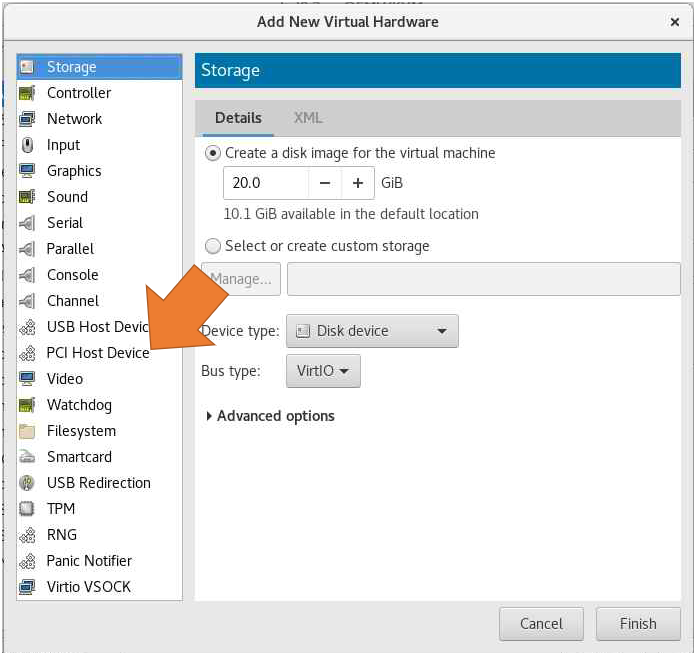 Add New Virtual Hardware
Storage
Controller
Network
Input
Graphics
Sound
Serial
Parallel
Console
Channel
USB Host Devic
PCI Host Device
Video
Watchdog
Filesystem
Smartcard
USB Redirection
TPM
RNG
Panic Notifier
Virtio VSOCK
Storage
Details XML
Create a disk image for the virtual machine
20.0 − + GiB
10.1 GiB available in the default location
Select or create custom storage
Manage...
Device type: Disk device
Bus type: VirtIO
Advanced options
Cancel Finish